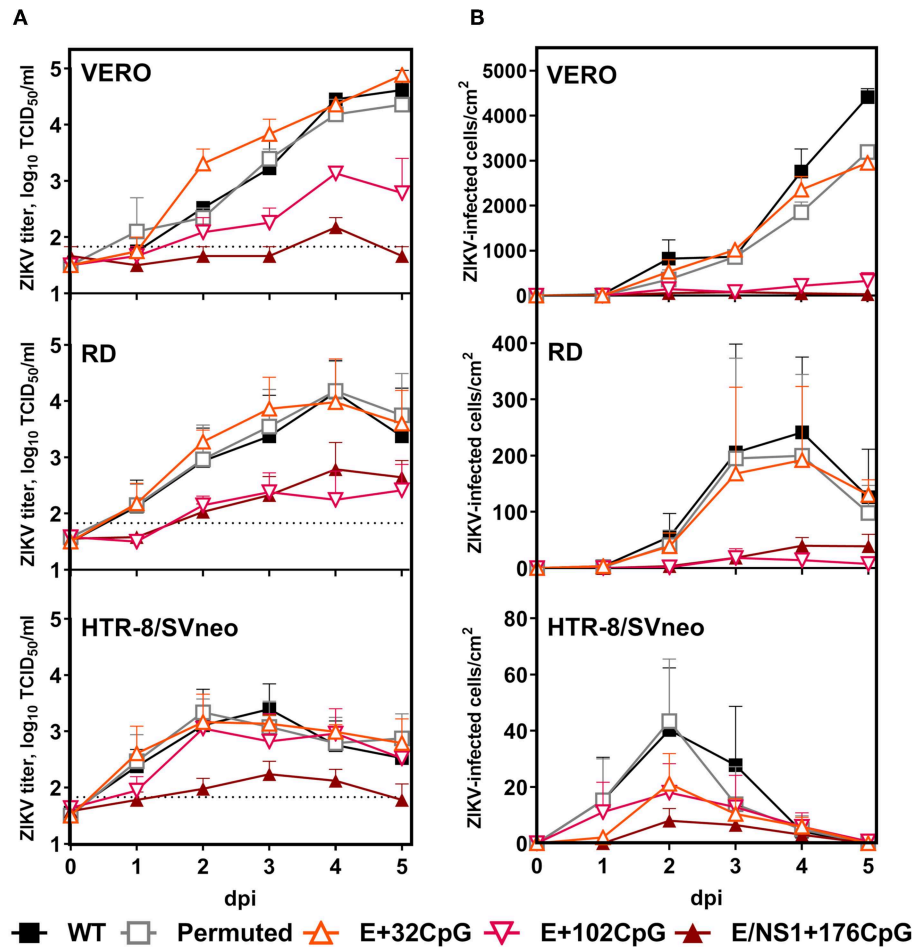 A
B
VERO
ZIKV titer, log10 TCID50/ml
5
4
3
2
1
VERO
ZIKV-infected cells/cm2
5000
4000
3000
2000
1000
0
RD
ZIKV titer, log10 TCID50/ml
5
4
3
2
1
RD
ZIKV-infected cells/cm2
400
300
200
100
0
HTR-8/SVneo
ZIKV titer, log10 TCID50/ml
5
4
3
2
1
0 1 2 3 4 5
dpi
HTR-8/SVneo
ZIKV-infected cells/cm2
80
60
40
20
0
0 1 2 3 4 5
dpi
WT Permuted E+32CpG E+102CpG E/NS1+176CpG